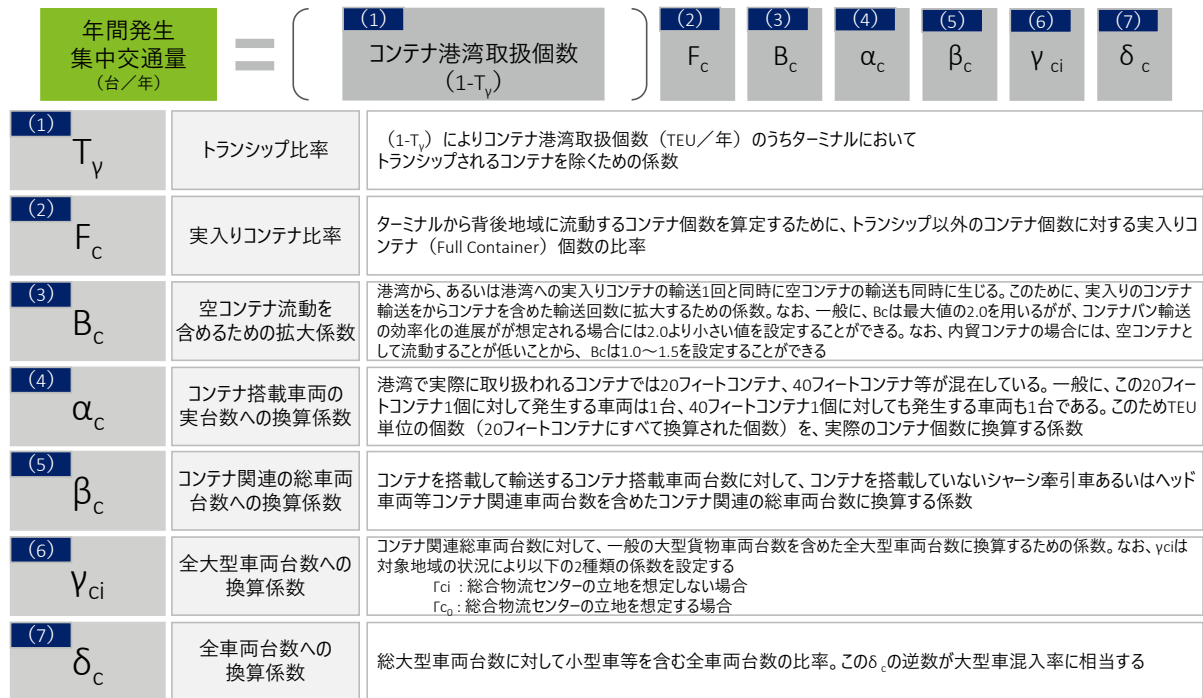 年間発生
集中交通量
(台/年)
=
(1)
コンテナ港湾取扱個数
(1-Tγ)
(2)
Fc
(3)
Bc
(4)
αc
(5)
βc
(6)
γci
(7)
δc
(1)
Tγ
トランシップ比率
(1-Tγ)によりコンテナ港湾取扱個数(TEU/年)のうちターミナルにおいて
トランシップされるコンテナを除くための係数
(2)
Fc
実入りコンテナ比率
ターミナルから背後地域に流動するコンテナ個数を算定するために、トランシップ以外のコンテナ個数に対する実入りコ
ンテナ(Full Container)個数の比率
(3)
Bc
空コンテナ流動を
含めるための拡大係数
港湾から、あるいは港湾への実入りコンテナの輸送1回と同時に空コンテナの輸送も同時に生じる。このために、実入りのコンテナ
輸送をからコンテナを含めた輸送回数に拡大するための係数。なお、一般に、Bcは最大値の2.0を用いるがが、コンテナバン輸送
の効率化の進展がが想定される場合には2.0より小さい値を設定することができる。なお、内貿コンテナの場合には、空コンテナと
して流動することが低いことから、Bcは1.0~1.5を設定することができる
(4)
αc
コンテナ搭載車両の
実台数への換算係数
港湾で実際に取り扱われるコンテナでは20フィートコンテナ、40フィートコンテナ等が混在している。一般に、この20フィー
トコンテナ1個に対して発生する車両は1台、40フィートコンテナ1個に対しても発生する車両も1台である。このためTEU
単位の個数(20フィートコンテナにすべて換算された個数)を、実際のコンテナ個数に換算する係数
(5)
βc
コンテナ関連の総車両
台数への換算係数
コンテナを搭載して輸送するコンテナ搭載車両台数に対して、コンテナを搭載していないシャーシ牽引車あるいはヘッド
車両等コンテナ関連車両台数を含めたコンテナ関連の総車両台数に換算する係数
(6)
γci
全大型車両台数への
換算係数
コンテナ関連総車両台数に対して、一般の大型貨物車両台数を含めた全大型車両台数に換算するための係数。なお、γciは
対象地域の状況により以下の2種類の係数を設定する
Γci:総合物流センターの立地を想定しない場合
Γc₀:総合物流センターの立地を想定する場合
(7)
δc
全車両台数への
換算係数
総大型車両台数に対して小型車等を含む全車両台数の比率。このδcの逆数が大型車混入率に相当する